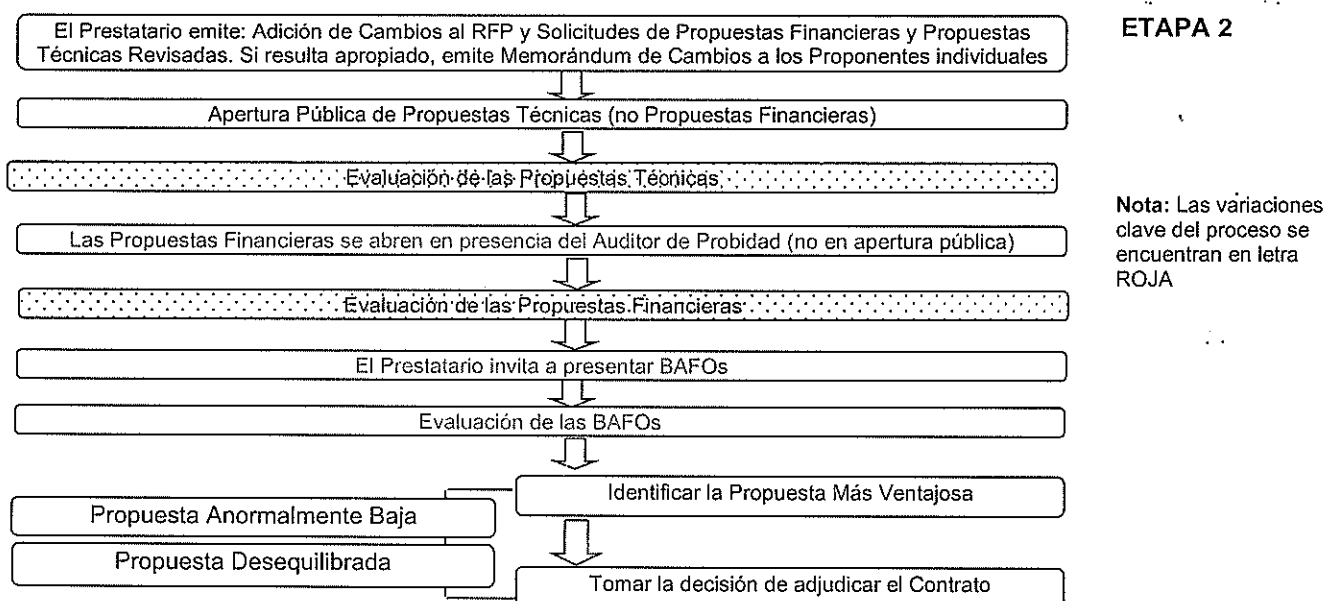 El Prestatario emite: Adición de Cambios al RFP y Solicitudes de Propuestas Financieras y Propuestas
Técnicas Revisadas. Si resulta apropiado, emite Memorándum de Cambios a los Proponentes individuales
ETAPA 2
Apertura Pública de Propuestas Técnicas (no Propuestas Financieras)
Evaluación de las Propuestas Técnicas
Las Propuestas Financieras se abren en presencia del Auditor de Probidad (no en apertura pública)
Nota: Las variaciones
clave del proceso se
encuentran en letra
ROJA
Evaluación de las Propuestas Financieras
El Prestatario invita a presentar BAFOs
Evaluación de las BAFOs
Identificar la Propuesta Más Ventajosa
Propuesta Anormalmente Baja
Propuesta Desequilibrada
Tomar la decisión de adjudicar el Contrato